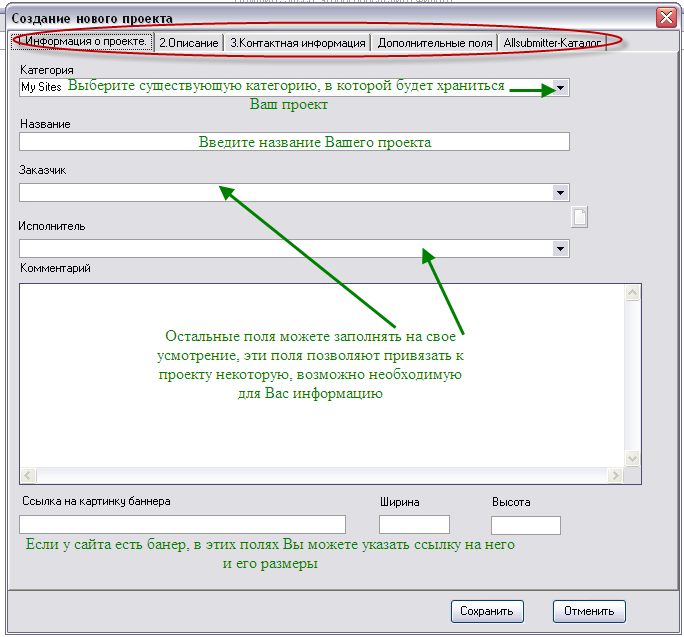 Создание нового проекта
Информация о проекте. 2.Описание 3.Контактная информация Дополнительные поля Allsubmitter-Каталог
Категория
My Sites Выберите существующую категорию, в которой будет храниться
Ваш проект
Название
Введите название Вашего проекта
Заказчик
Исполнитель
Комментарий
Остальные поля можете заполнять на свое
усмотрение, эти поля позволяют привязать к
проекту некоторую, возможно необходимую
для Вас информацию
Ссылка на картинку баннера Ширина Высота
Если у сайта есть банер, в этих полях Вы можете указать ссылку на него
и его размеры
Сохранить Отменить